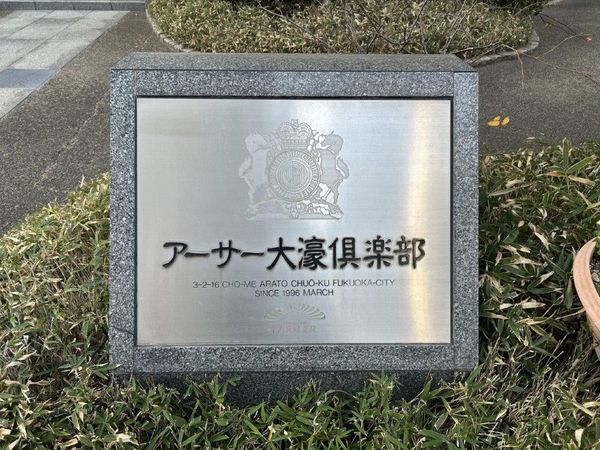 アーサー大濠倶楽部
3-2-16 CHO-ME ARATO CHUŌ-KU FUKUOKA-CITY
SINCE 1996 MARCH